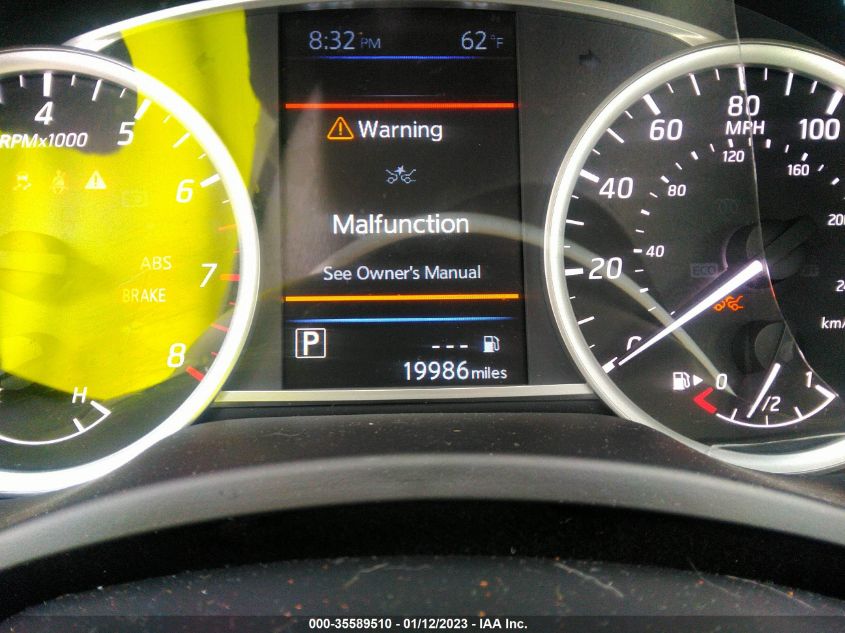 8:32 PM 62°F
Warning
Malfunction
See Owner's Manual
P ---
19986 miles
4
5
RPMx1000
6
7
8
ABS
BRAKE
H
0
20
40
60
80
100
MPH
40
80
120
160
ECO
km/
0
1/2
1
000-35589510 - 01/12/2023 - IAA Inc.